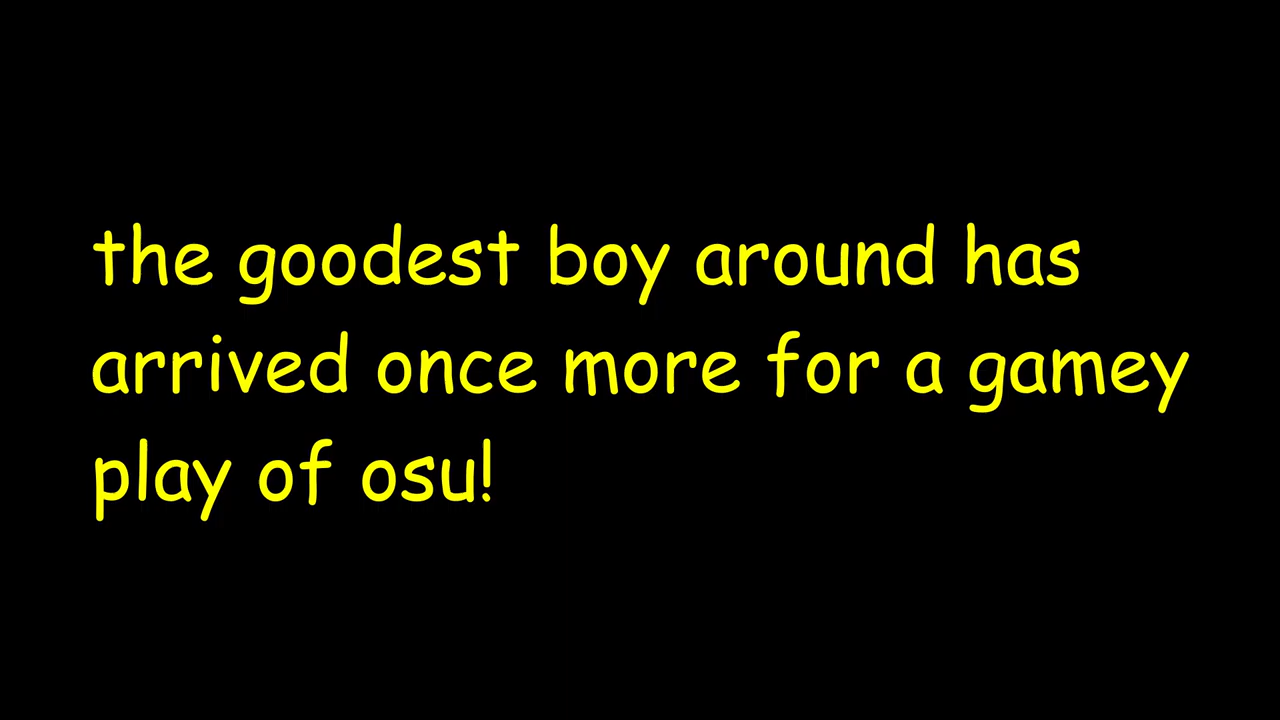 the goodest boy around has
arrived once more for a gamey
play of osu!